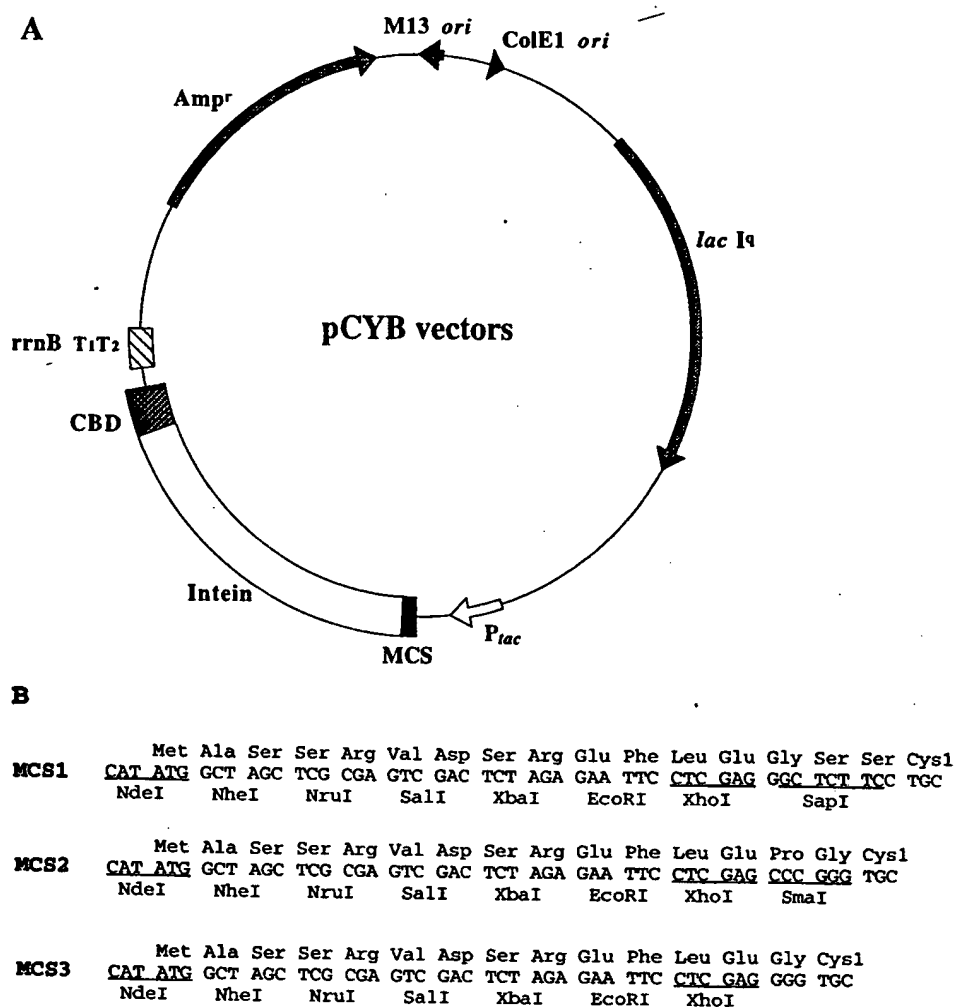 A
M13 ori
ColE1 ori
Ampr
lac Iq
pCYB vectors
rrnB T1T2
CBD
Intein
MCS
Ptac
B
Met Ala Ser Ser Arg Val Asp Ser Arg Glu Phe Leu Glu Gly Ser Ser Cys1
MCS1 CAT ATG GCT AGC TCG CGA GTC GAC TCT AGA GAA TTC CTC GAG GGC TCT TCC TGC
NdeI NheI NruI SalI XbaI EcoRI XhoI SapI
Met Ala Ser Ser Arg Val Asp Ser Arg Glu Phe Leu Glu Pro Gly Cys1
MCS2 CAT ATG GCT AGC TCG CGA GTC GAC TCT AGA GAA TTC CTC GAG CCC GGG TGC
NdeI NheI NruI SalI XbaI EcoRI XhoI SmaI
Met Ala Ser Ser Arg Val Asp Ser Arg Glu Phe Leu Glu Gly Cys1
MCS3 CAT ATG GCT AGC TCG CGA GTC GAC TCT AGA GAA TTC CTC GAG GGG TGC
NdeI NheI NruI SalI XbaI EcoRI XhoI